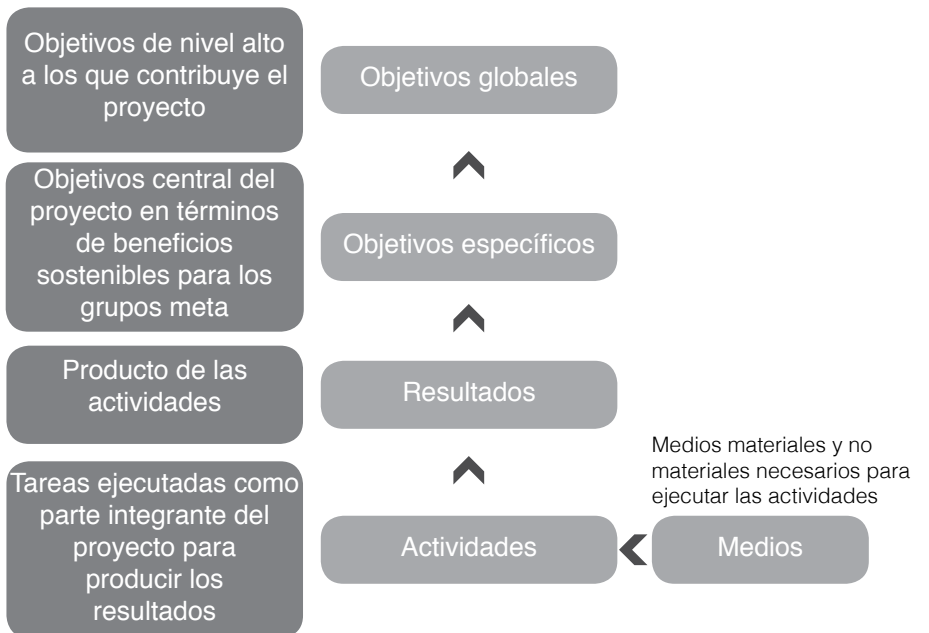 Objetivos de nivel alto
a los que contribuye el
proyecto
Objetivos globales
Objetivos central del
proyecto en términos
de beneficios
sostenibles para los
grupos meta
Objetivos específicos
Producto de las
actividades
Resultados
Medios materiales y no
materiales necesarios para
ejecutar las actividades
Tareas ejecutadas como
parte integrante del
proyecto para
producir los
resultados
Actividades
Medios